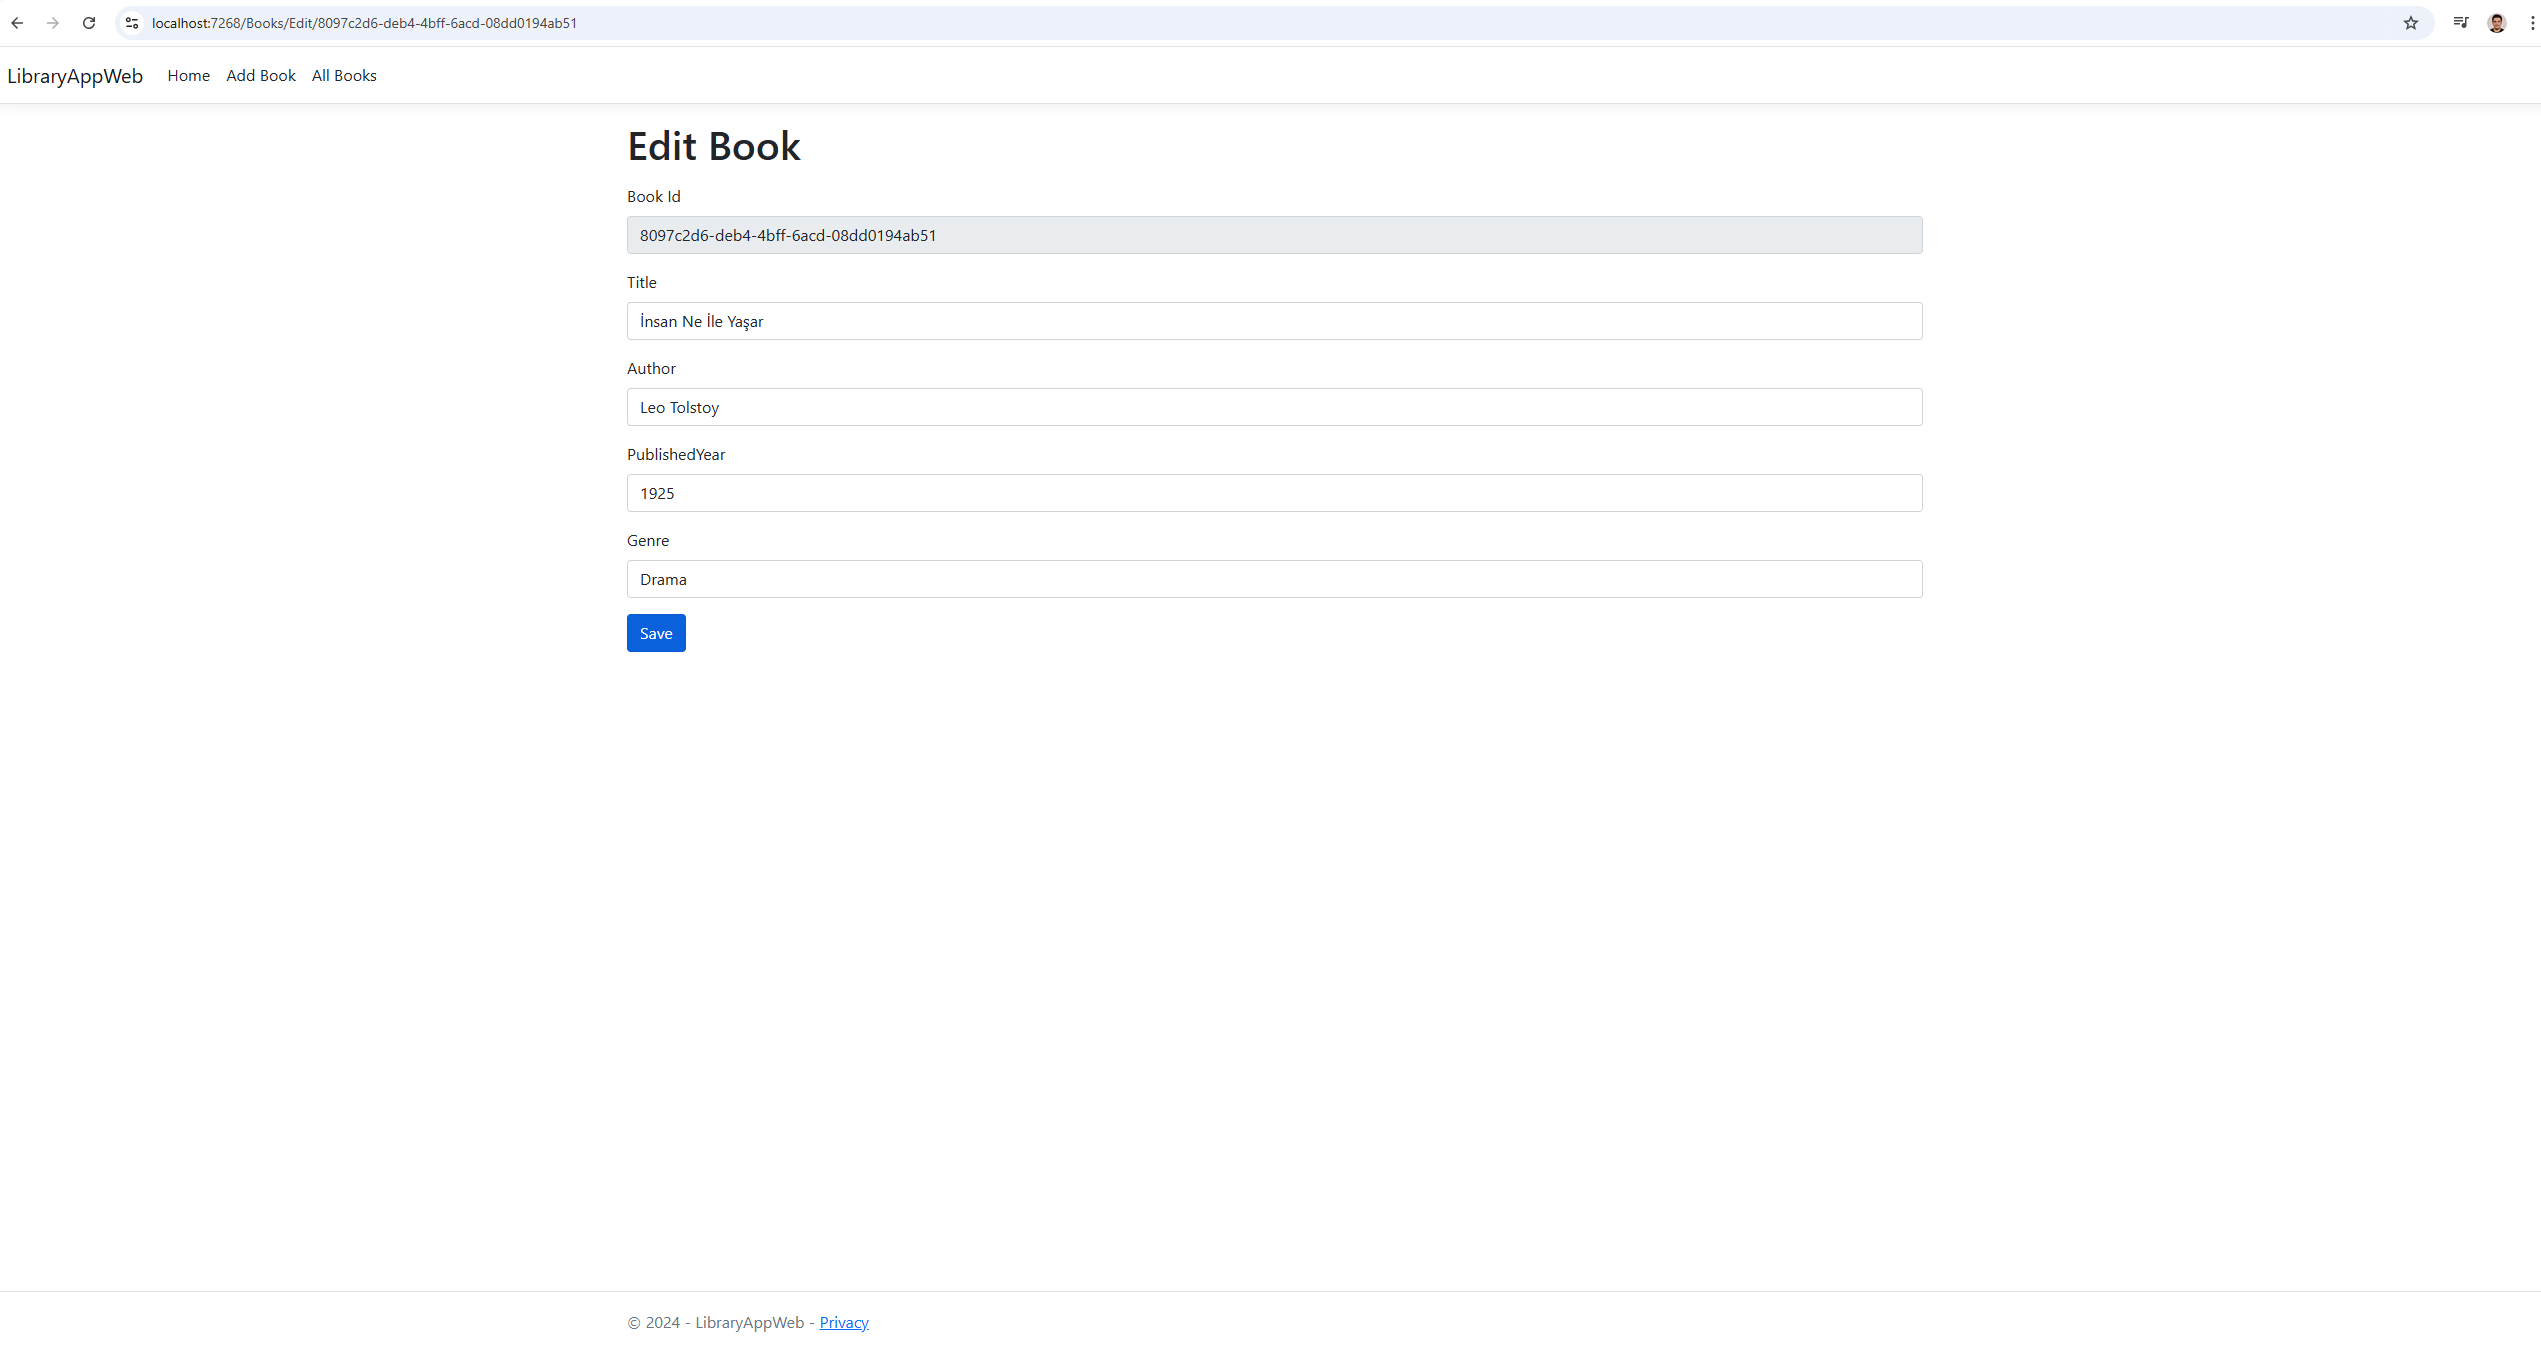 localhost:7268/Books/Edit/8097c2d6-deb4-4bff-6acd-08dd0194ab51
LibraryAppWeb Home Add Book All Books
Edit Book
Book Id
8097c2d6-deb4-4bff-6acd-08dd0194ab51
Title
İnsan Ne İle Yaşar
Author
Leo Tolstoy
PublishedYear
1925
Genre
Drama
Save
© 2024 - LibraryAppWeb - Privacy